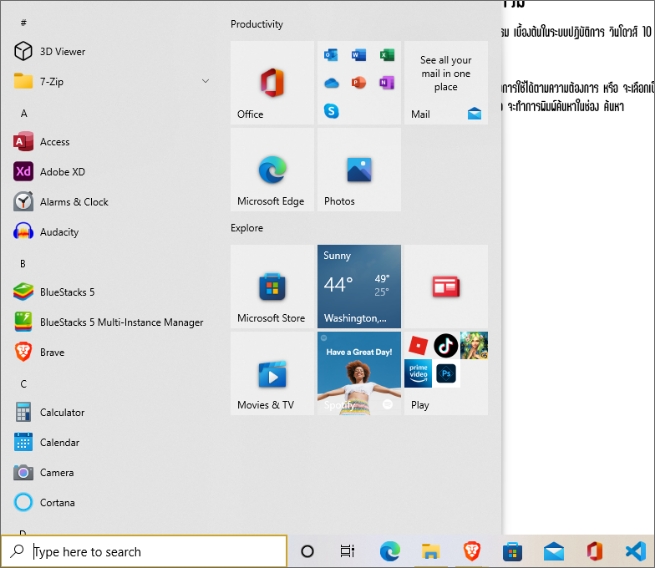 #
3D Viewer
7-Zip
A
Access
Adobe XD
Alarms & Clock
Audacity
B
BlueStacks 5
BlueStacks 5 Multi-Instance Manager
Brave
C
Calculator
Calendar
Camera
Cortana
Productivity
Office
See all your
mail in one
place
Mail
Microsoft Edge
Photos
Explore
Microsoft Store
Sunny
44° 49°
25°
Washington,...
Movies & TV
Have a Great Day!
Spotify
prime video
Ps
Play
Xd
เบื้องต้นในระบบปฏิบัติการ วินโดวส์ 10
การใช้ได้ตามความต้องการ หรือ จะเลือก
จะทำการพิมพ์ค้นหาในช่อง ค้นหา
Type here to search